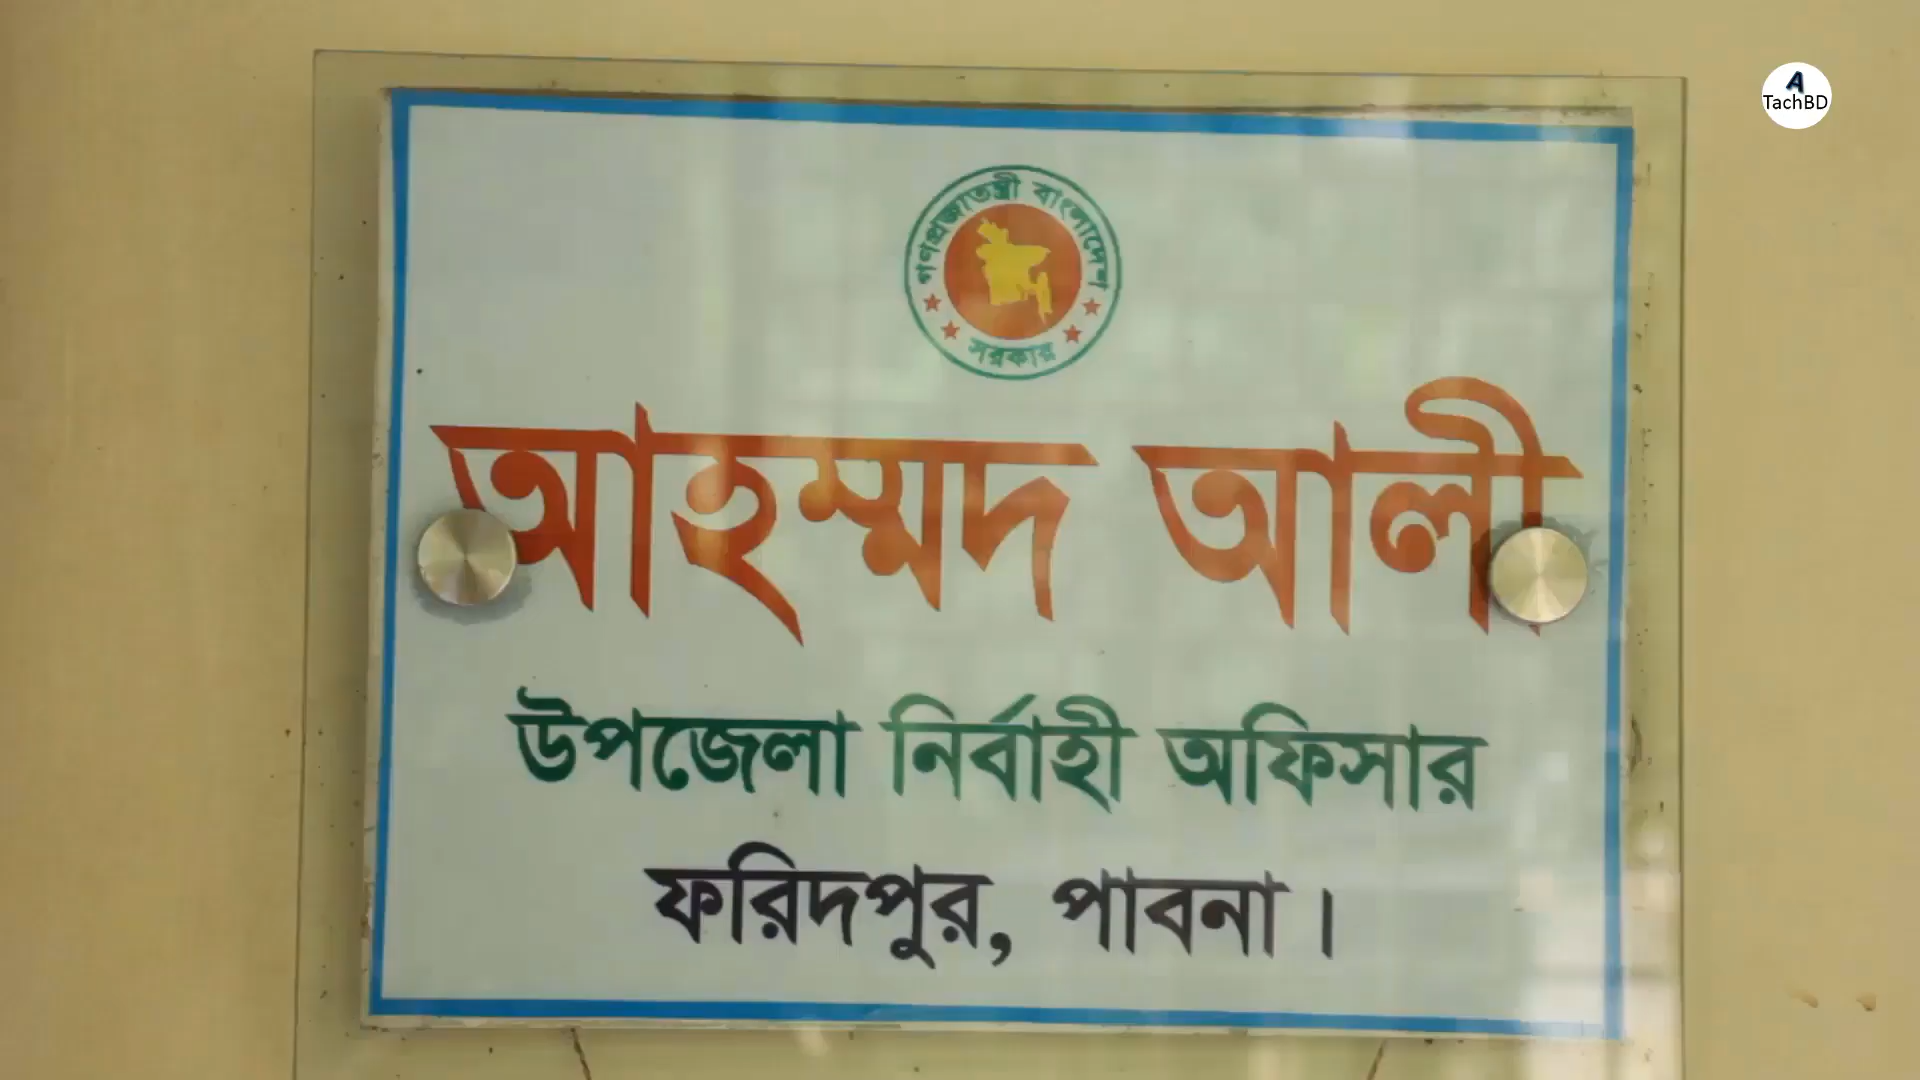 গণপ্রজাতন্ত্রী বাংলাদেশ
সরকার
আহম্মদ আলী
উপজেলা নির্বাহী অফিসার
ফরিদপুর, পাবনা।
A
TachBD